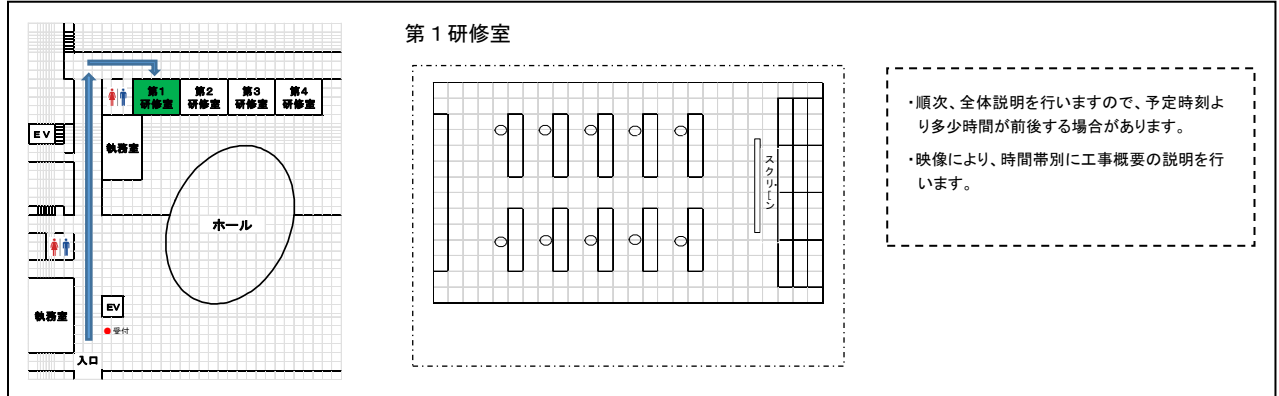 第１研修室
第1
研修室
第2
研修室
第3
研修室
第4
研修室
EV
執務室
ホール
執務室
EV
受付
入口
スクリーン
・順次、全体説明を行いますので、予定時刻よ
り多少時間が前後する場合があります。
・映像により、時間帯別に工事概要の説明を行
います。